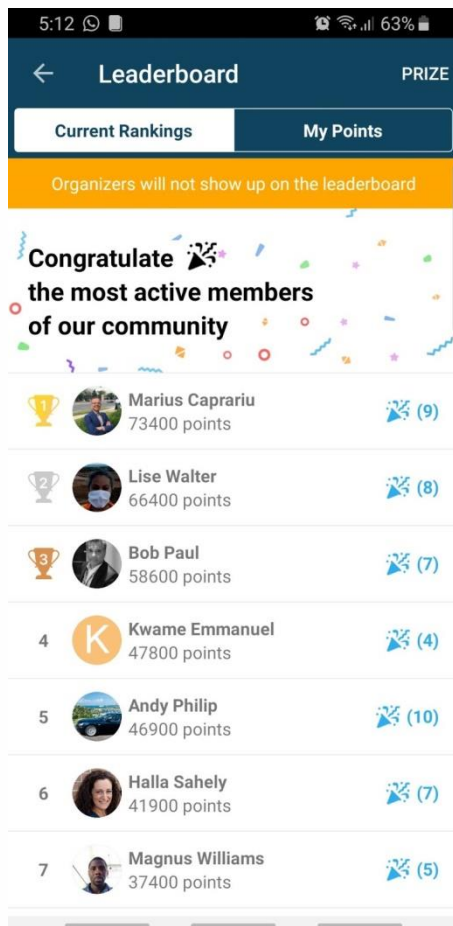 5:12 63%
Leaderboard PRIZE
Current Rankings My Points
Organizers will not show up on the leaderboard
Congratulate
the most active members
of our community
1 Marius Caprariu
73400 points (9)
2 Lise Walter
66400 points (8)
3 Bob Paul
58600 points (7)
4 K Kwame Emmanuel
47800 points (4)
5 Andy Philip
46900 points (10)
6 Halla Sahely
41900 points (7)
7 Magnus Williams
37400 points (5)